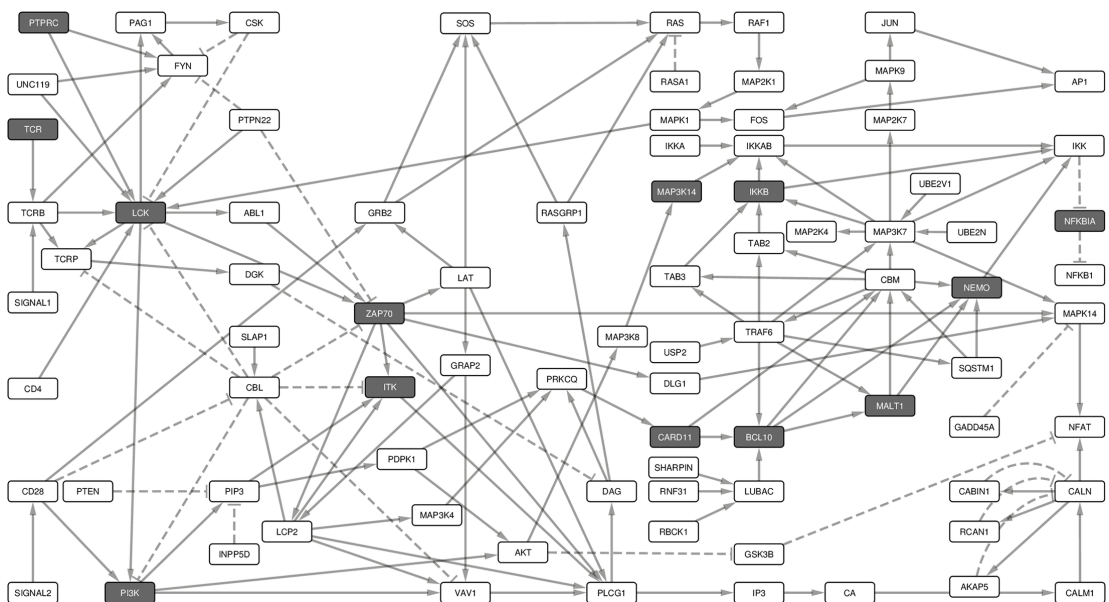 PTPRC PAG1 CSK SOS RAS RAF1 JUN
FYN MAPK9
UNC119 RASA1 MAP2K1 AP1
TCR PTPN22 MAPK1 FOS MAP2K7
IKKA IKKAB IKK
MAP3K14 IKKB UBE2V1
TCRB LCK ABL1 GRB2 RASGRP1 NFKBIA
MAP2K4 MAP3K7 UBE2N
TAB2
TCRP DGK LAT TAB3 CBM NFKB1
NEMO
SIGNAL1 ZAP70 MAPK14
SLAP1 MAP3K8 TRAF6
USP2
GRAP2 SQSTM1
CD4 CBL ITK PRKCQ DLG1
MALT1
CARD11 BCL10 GADD45A NFAT
PDPK1 SHARPIN
CD28 PTEN PIP3 DAG RNF31 LUBAC CABIN1 CALN
MAP3K4
LCP2 RBCK1 RCAN1
INPP5D AKT GSK3B
SIGNAL2 PI3K VAV1 PLCG1 IP3 CA AKAP5 CALM1